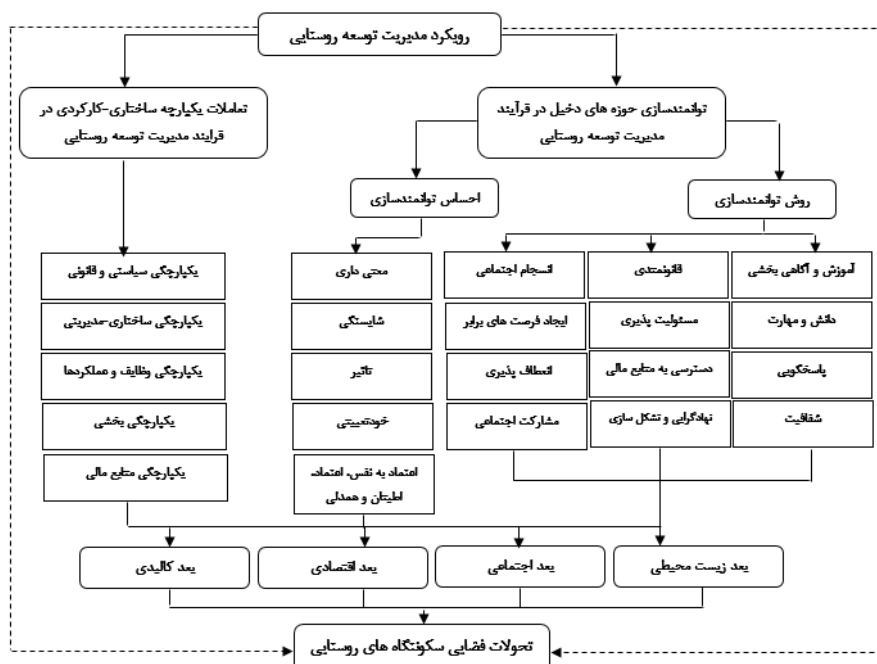 رویکرد مدیریت توسعه روستایی
توانمندسازی حوزه های دخیل در فرآیند
مدیریت توسعه روستایی
تعاملات یکپارچه ساختاری-کارکردی در
فرایند مدیریت توسعه روستایی
روش توانمندسازی
احساس توانمندسازی
آموزش و آگاهی بخشی
قانونمندی
انسجام اجتماعی
معنی داری
یکپارچگی سیاستی و قانونی
دانش و مهارت
مسئولیت پذیری
ایجاد فرصت های برابر
شایستگی
یکپارچگی ساختاری-مدیریتی
پاسخگویی
دسترسی به منابع مالی
انعطاف پذیری
تاثیر
یکپارچگی وظایف و عملکردها
شفافیت
نهادگرایی و تشکل سازی
مشارکت اجتماعی
خودتعیینی
یکپارچگی بخشی
اعتماد به نفس، اعتماد،
اطینان و همدلی
یکپارچگی منابع مالی
بعد زیست محیطی
بعد اجتماعی
بعد اقتصادی
بعد کالبدی
تحولات فضایی سکونتگاه های روستایی